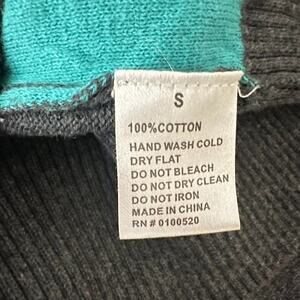 S
100%COTTON
HAND WASH COLD
DRY FLAT
DO NOT BLEACH
DO NOT DRY CLEAN
DO NOT IRON
MADE IN CHINA
RN # 0100520